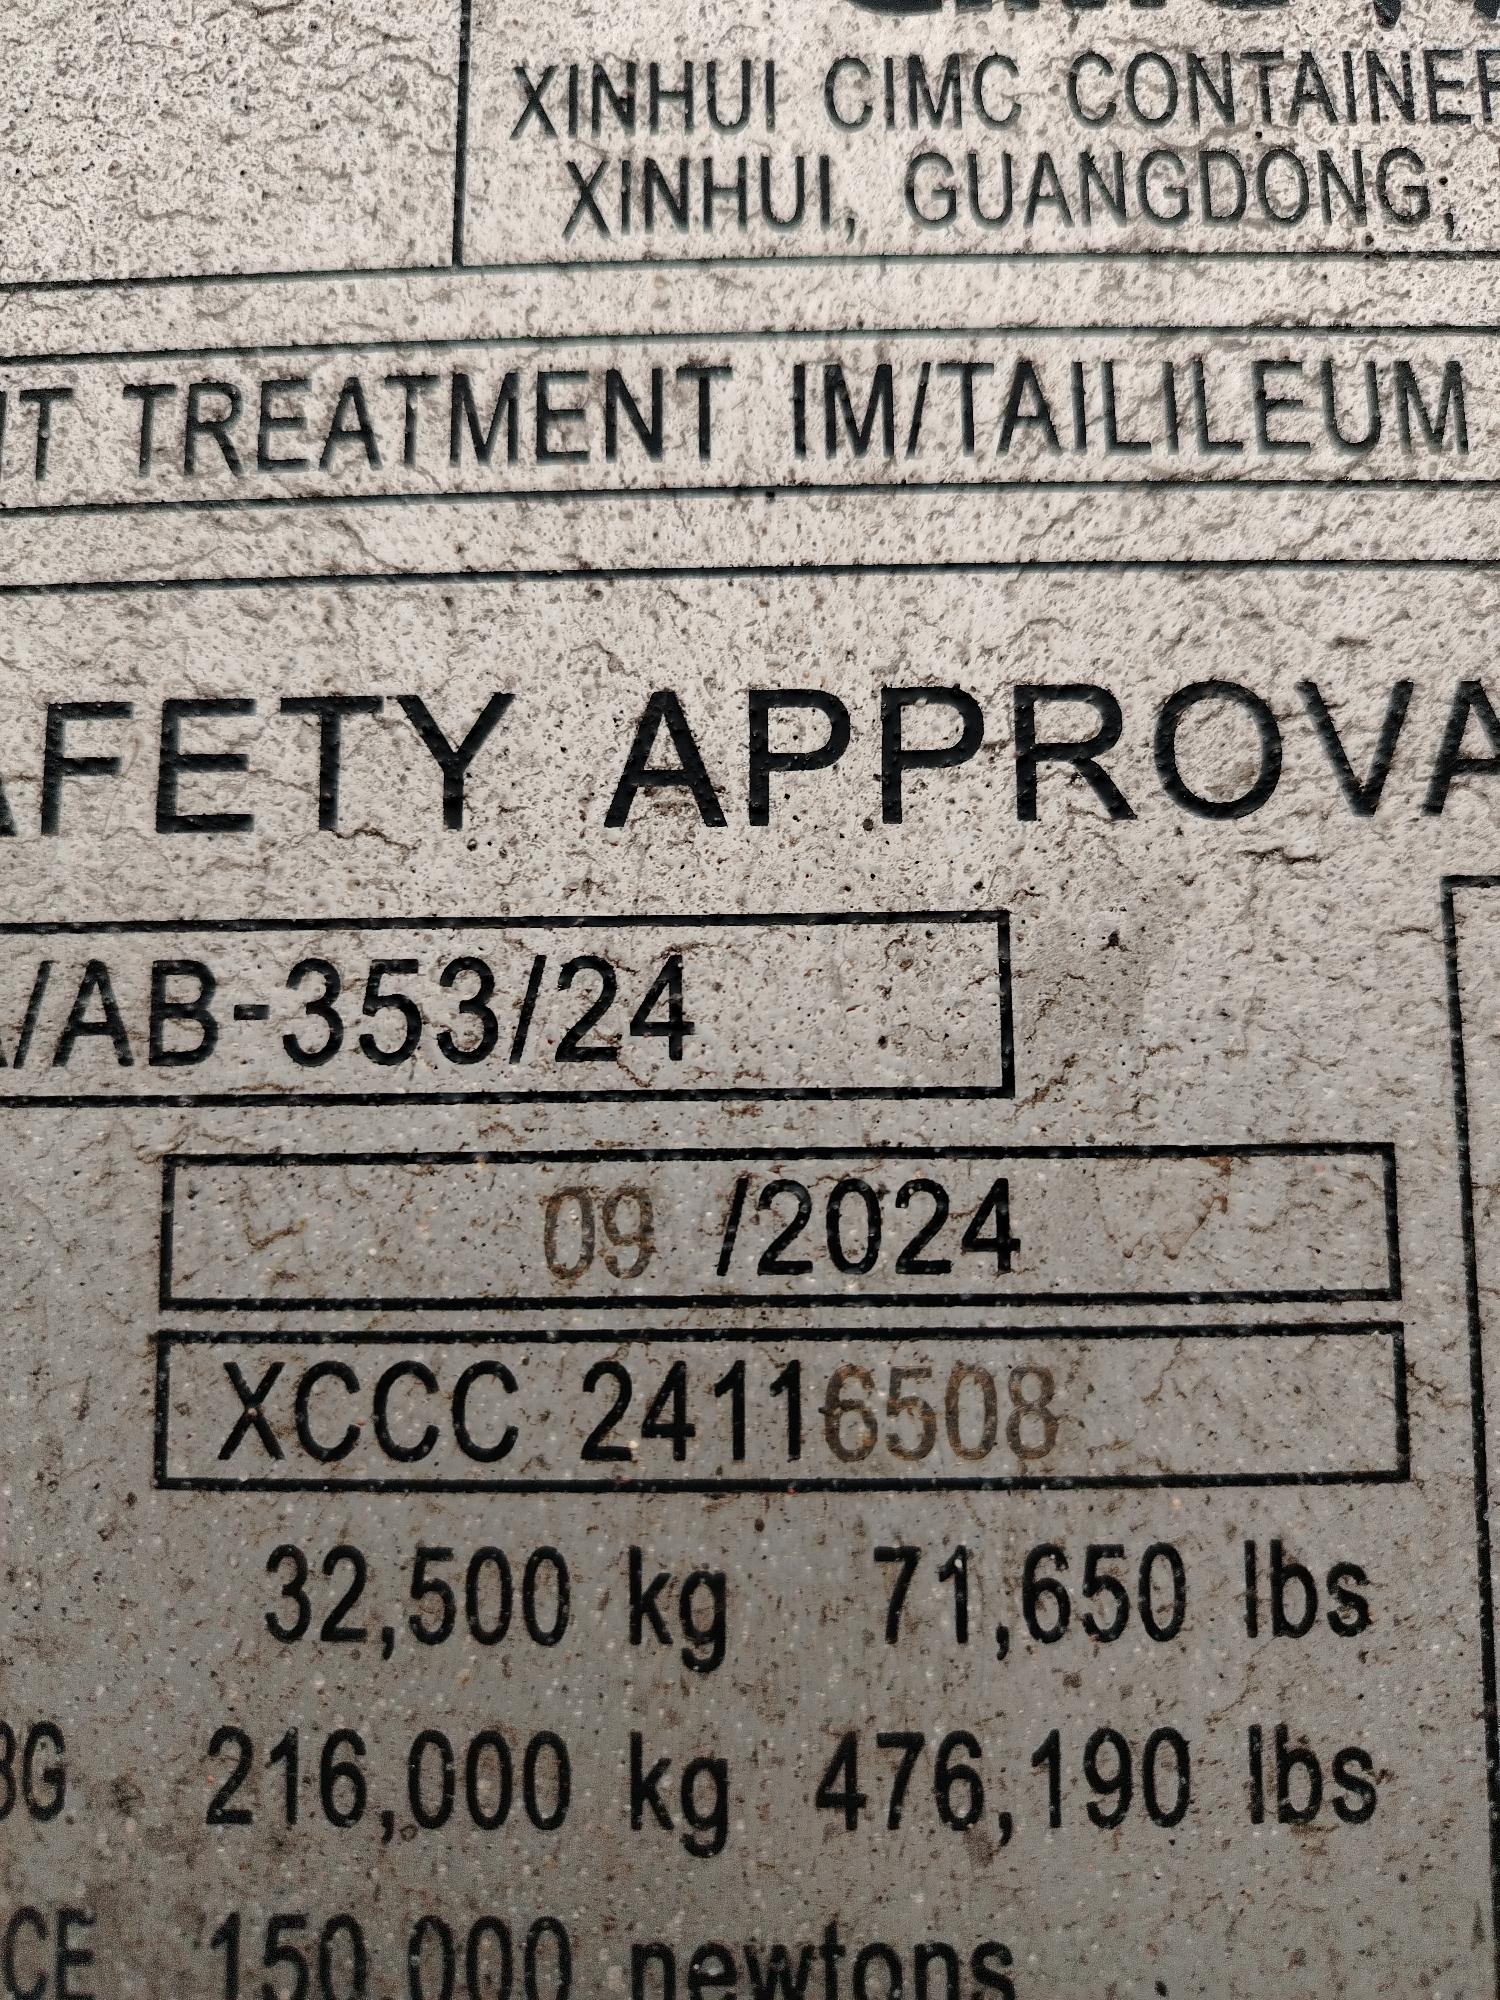 XINHUI CIMC CONTAINER
XINHUI, GUANGDONG,
TREATMENT IM/TAILILEUM
AFETY APPROVA
/AB-353/24
09 /2024
XCCC 24116508
32,500 kg 71,650 lbs
216,000 kg 476,190 lbs
150,000 newtons